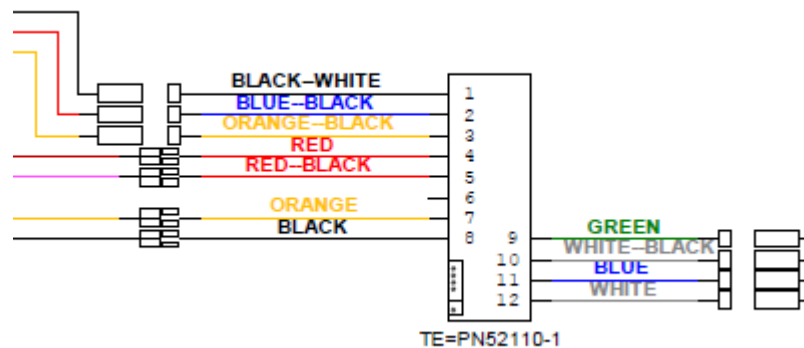 BLACK--WHITE
1
BLUE--BLACK
2
ORANGE--BLACK
3
RED
4
RED--BLACK
5
6
ORANGE
7
BLACK
8
9
GREEN
10
WHITE--BLACK
11
BLUE
12
WHITE
TE=PN52110-1